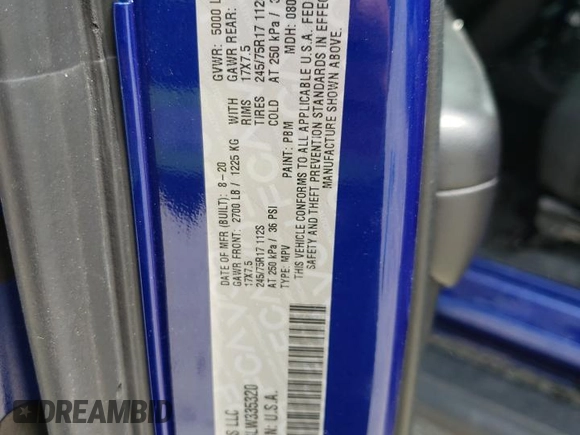 S LLC
DATE OF MFR (BUILT): 8-20
GVWR: 5000 L
GAWR FRONT: 2700 LB / 1225 KG WITH
GAWR REAR:
17X7.5 RIMS 17X7.5
245/75R17 112S TIRES 245/75R17 112
AT 250 kPa / 36 PSI COLD AT 250 kPa / 3
TYPE: MPV PAINT: PBM MDH: 080
THIS VEHICLE CONFORMS TO ALL APPLICABLE U.S.A. FED
SAFETY AND THEFT PREVENTION STANDARDS IN EFFEC
MANUFACTURE SHOWN ABOVE.
LW335320
N: U.S.A.
DREAMBID